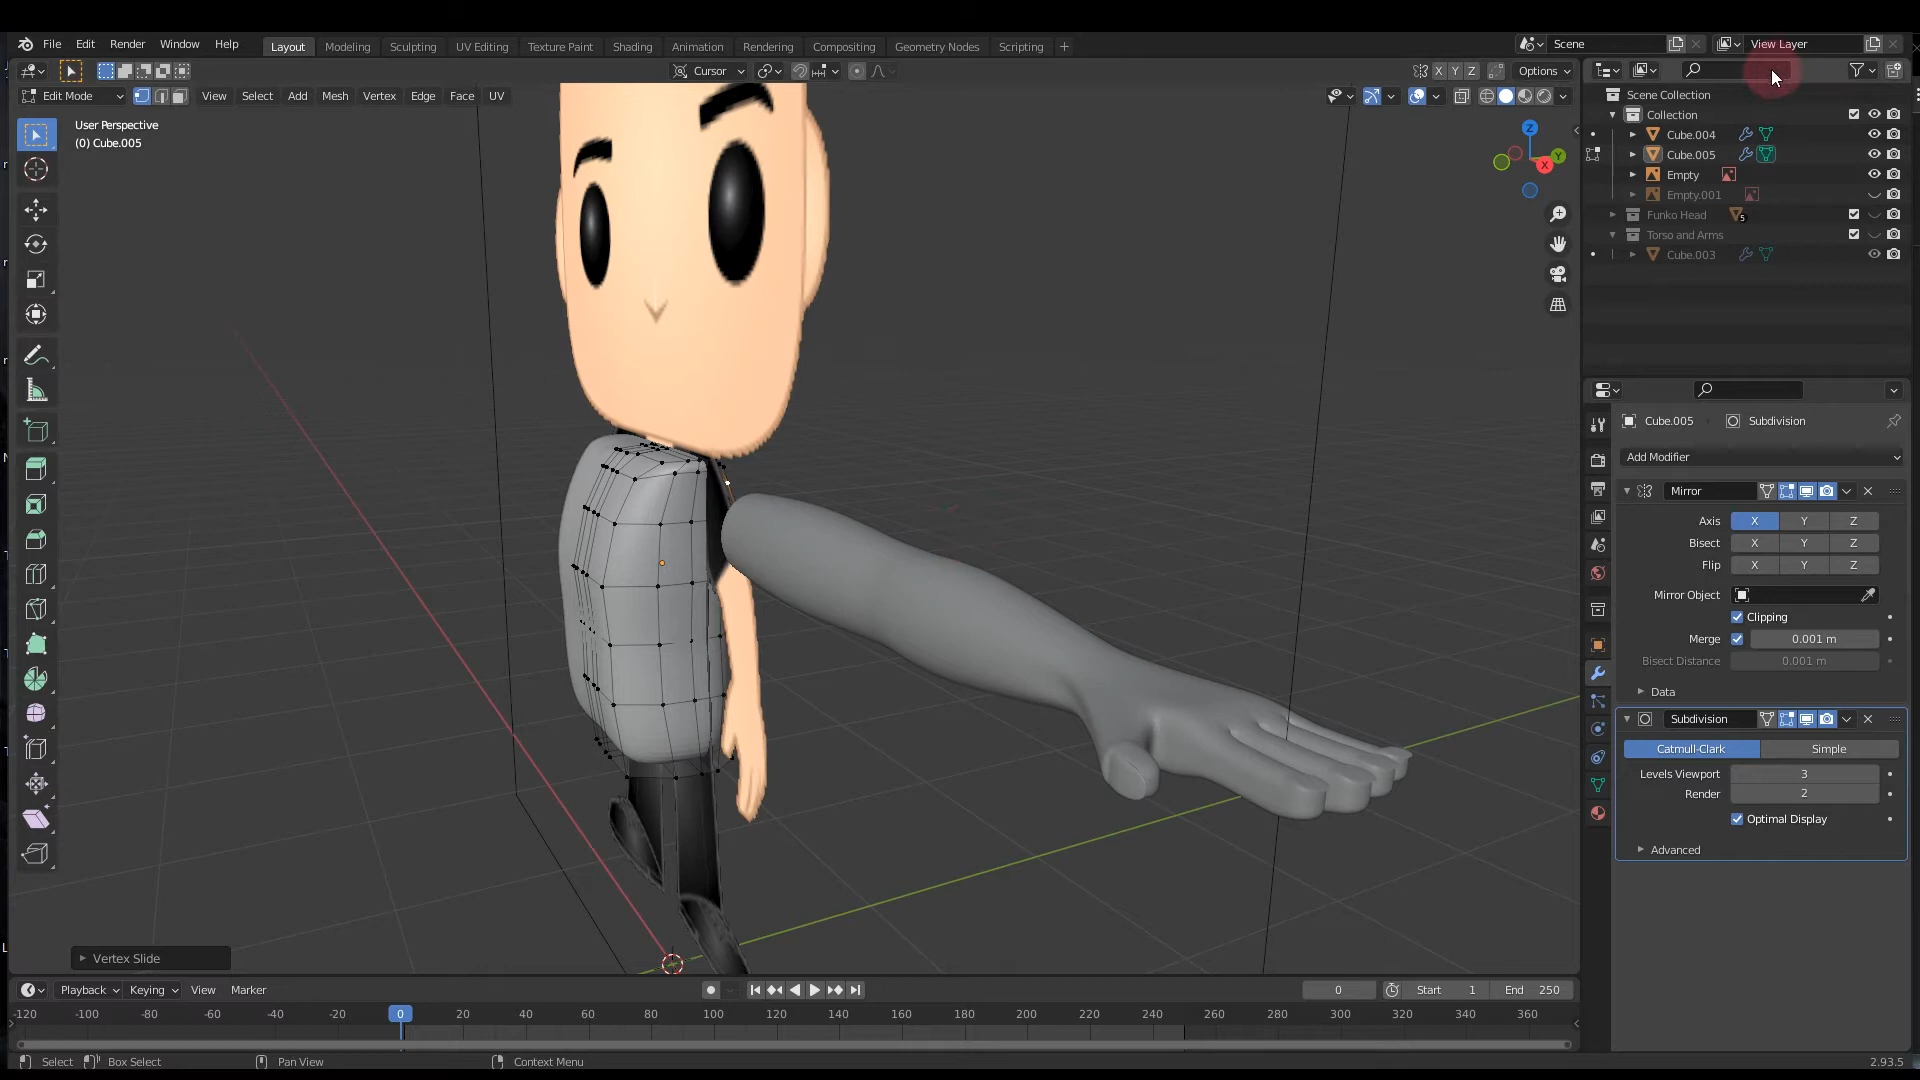 File Edit Render Window Help Layout Modeling Sculpting UV Editing Texture Paint Shading Animation Rendering Compositing Geometry Nodes Scripting + Scene View Layer
Cursor X Y Z Options
Edit Mode View Select Add Mesh Vertex Edge Face UV
User Perspective
(0) Cube.005
Z
Y
X
Scene Collection
Collection
Cube.004
Cube.005
Empty
Empty.001
Funko Head 5
Torso and Arms
Cube.003
Cube.005 Subdivision
Add Modifier
Mirror
Axis X Y Z
Bisect X Y Z
Flip X Y Z
Mirror Object
Clipping
Merge 0.001 m
Bisect Distance 0.001 m
Data
Subdivision
Catmull-Clark Simple
Levels Viewport 3
Render 2
Optimal Display
Advanced
Vertex Slide
Playback Keying View Marker 0 Start 1 End 250
-120 -100 -80 -60 -40 -20 0 20 40 60 80 100 120 140 160 180 200 220 240 260 280 300 320 340 360
Select Box Select Pan View Context Menu 2.93.5